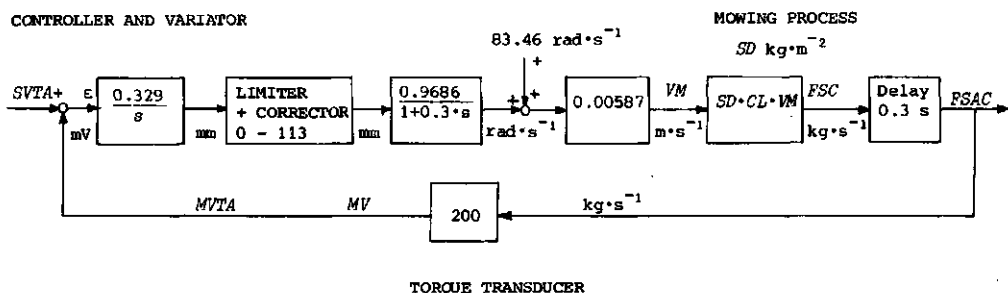 CONTROLLER AND VARIATOR
MOWING PROCESS
83.46 rad·s⁻¹
SD kg·m⁻²
SVTA+
ε
mV
0.329
s
mm
LIMITER
+ CORRECTOR
0 - 113
mm
0.9686
1+0.3·s
rad·s⁻¹
+
+
+
0.00587
VM
m·s⁻¹
SD·CL·VM
FSC
kg·s⁻¹
Delay
0.3 s
FSAC
MVTA
MV
200
kg·s⁻¹
TORQUE TRANSDUCER